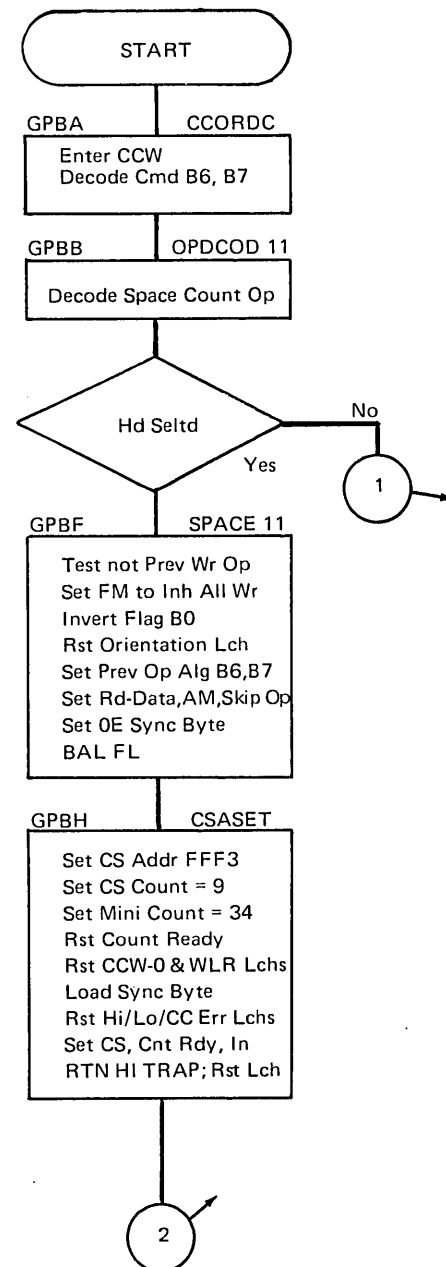 START
GPBA CCORDC
Enter CCW
Decode Cmd B6, B7
GPBB OPDCOD 11
Decode Space Count Op
Hd Seltd
No
Yes
1
GPBF SPACE 11
Test not Prev Wr Op
Set FM to Inh All Wr
Invert Flag B0
Rst Orientation Lch
Set Prev Op Alg B6,B7
Set Rd-Data,AM,Skip Op
Set 0E Sync Byte
BAL FL
GPBH CSASET
Set CS Addr FFF3
Set CS Count = 9
Set Mini Count = 34
Rst Count Ready
Rst CCW-0 & WLR Lchs
Load Sync Byte
Rst Hi/Lo/CC Err Lchs
Set CS, Cnt Rdy, In
RTN HI TRAP; Rst Lch
2